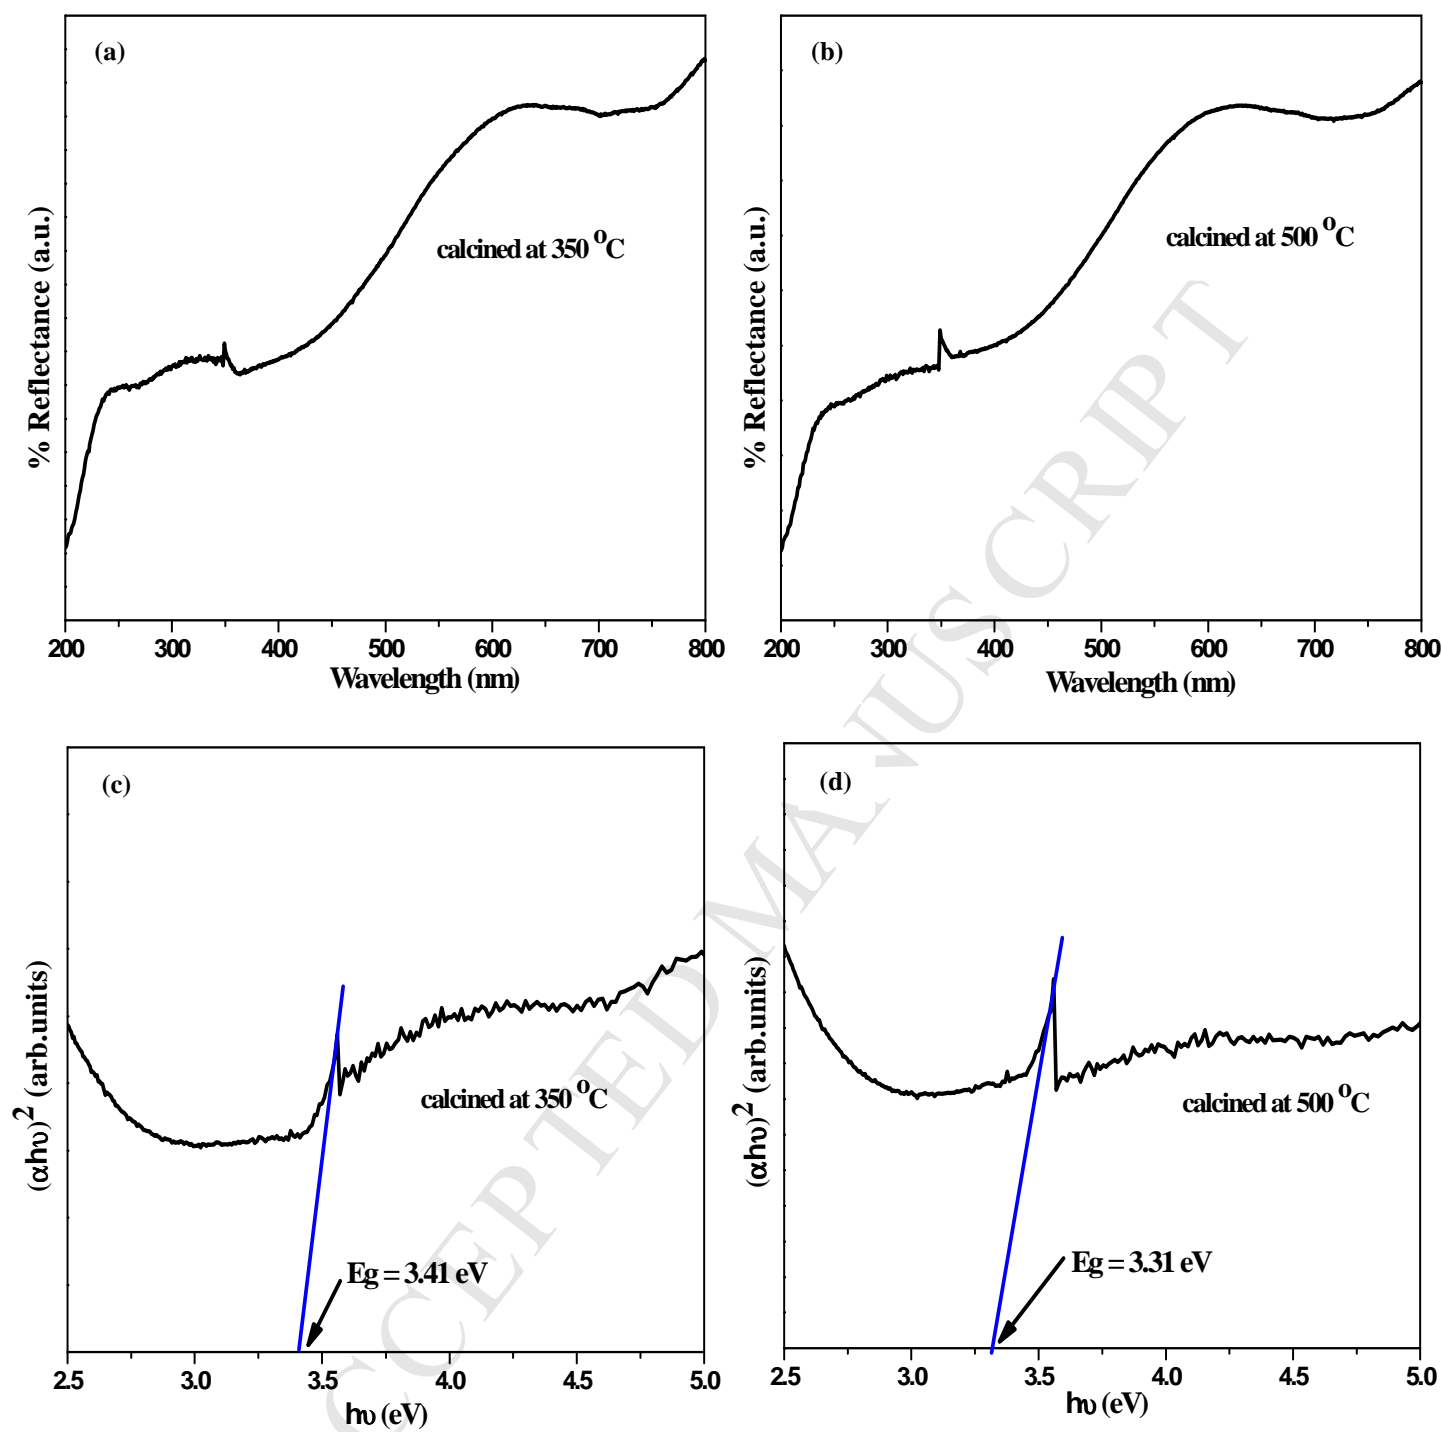 (a)
% Reflectance (a.u.)
calcined at 350 °C
200 300 400 500 600 700 800
Wavelength (nm)
(b)
% Reflectance (a.u.)
calcined at 500 °C
200 300 400 500 600 700 800
Wavelength (nm)
(c)
(αhυ)² (arb.units)
calcined at 350 °C
Eg = 3.41 eV
2.5 3.0 3.5 4.0 4.5 5.0
hυ (eV)
(d)
(αhυ)² (arb.units)
calcined at 500 °C
Eg = 3.31 eV
2.5 3.0 3.5 4.0 4.5 5.0
hυ (eV)
CCEPTED MANUSCRIPT